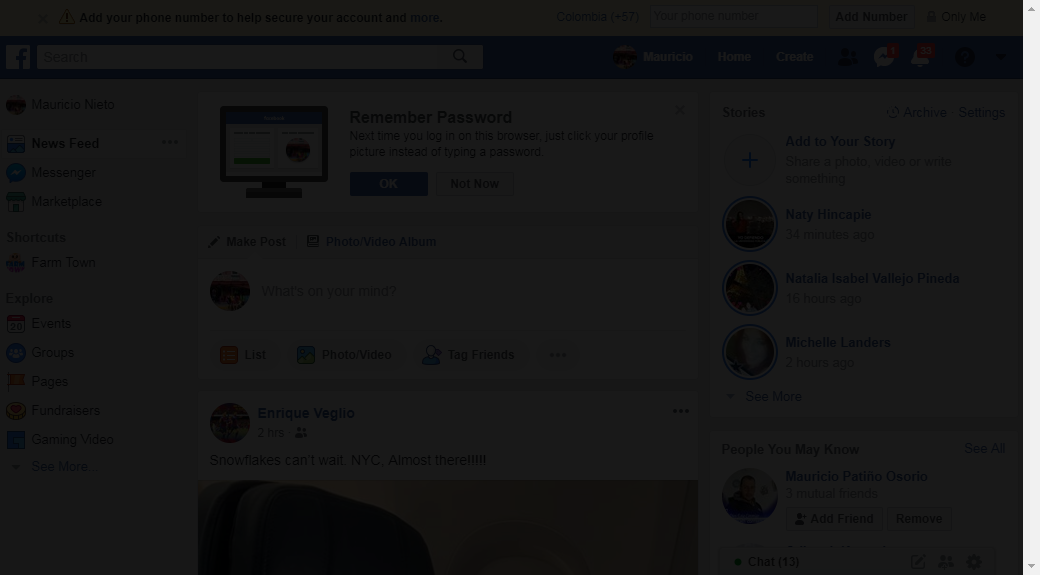 Add your phone number to help secure your account and more.
Colombia (+57)
Your phone number
Add Number
Only Me
Search
Mauricio
Home
Create
1
33
Mauricio Nieto
News Feed
Messenger
Marketplace
Shortcuts
Farm Town
Explore
Events
Groups
Pages
Fundraisers
Gaming Video
See More...
Remember Password
Next time you log in on this browser, just click your profile
picture instead of typing a password.
OK
Not Now
Make Post
Photo/Video Album
What's on your mind?
List
Photo/Video
Tag Friends
Enrique Veglio
2 hrs ·
Snowflakes can't wait. NYC. Almost there!!!!!
Stories
Archive · Settings
Add to Your Story
Share a photo, video or write
something
Naty Hincapie
34 minutes ago
Natalia Isabel Vallejo Pineda
16 hours ago
Michelle Landers
2 hours ago
See More
People You May Know
See All
Mauricio Patiño Osorio
3 mutual friends
Add Friend
Remove
Chat (13)